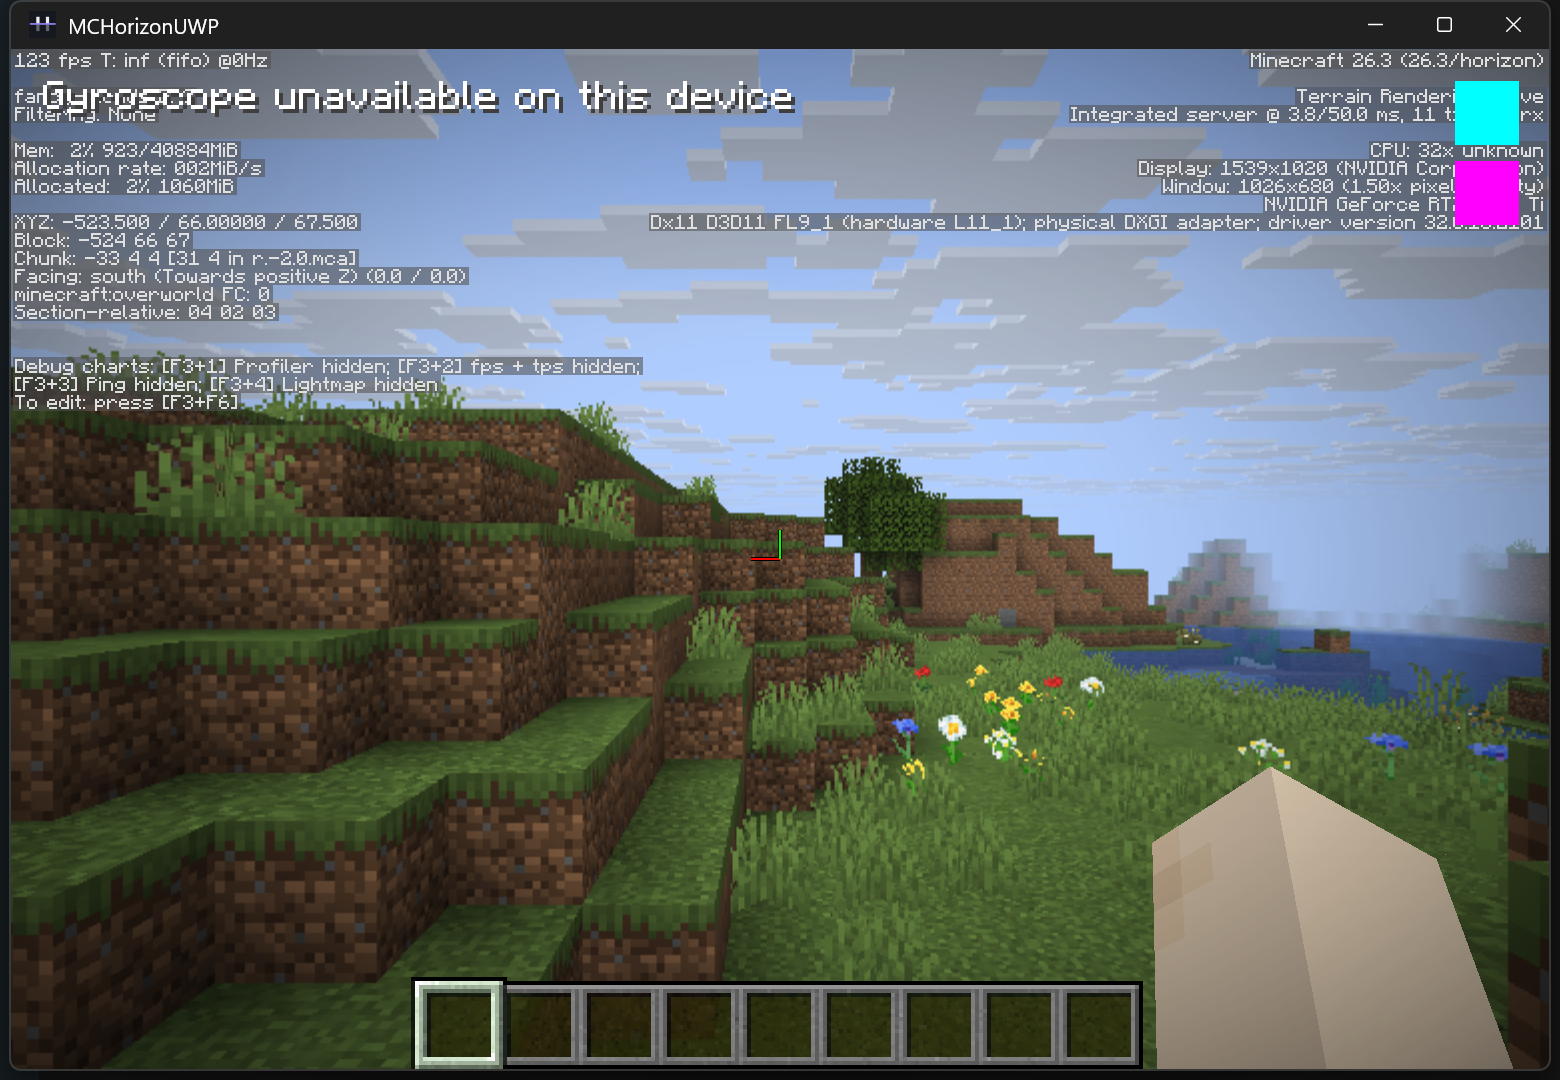 MCHorizonUWP
123 fps T: inf (fifo) @0Hz
Minecraft 26.3 (26.3/horizon)
Gyroscope unavailable on this device
Terrain
Filtering: None
Integrated server @ 3.8/50.0 ms, 11
Mem: 2% 923/40884MiB
CPU: 32x unknown
Allocation rate: 002MiB/s
Display: 1539x1020 (NVIDIA
Allocated: 2% 1060MiB
Window: 1026x680 (1.50x
NVIDIA GeForce
XYZ: -523.500 / 66.00000 / 67.500
Dx11 D3D11 FL9_1 (hardware L11_1); physical DXGI adapter; driver version
Block: -524 66 67
Chunk: -33 4 4 [31 4 in r.-2.0.mca]
Facing: south (Towards positive Z) (0.0 / 0.0)
minecraft:overworld FC: 0
Section-relative: 04 02 03
Debug charts: [F3+1] Profiler hidden; [F3+2] fps + tps hidden;
[F3+3] Ping hidden; [F3+4] Lightmap hidden
To edit: press [F3+F6]